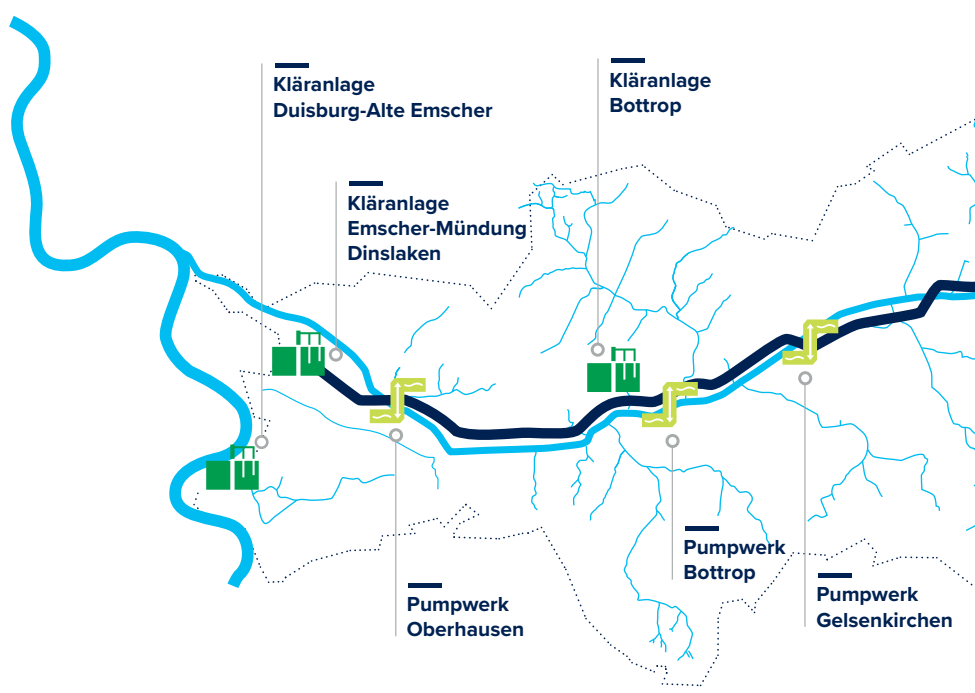 Kläranlage
Duisburg-Alte Emscher
Kläranlage
Bottrop
Kläranlage
Emscher-Mündung
Dinslaken
Pumpwerk
Bottrop
Pumpwerk
Oberhausen
Pumpwerk
Gelsenkirchen